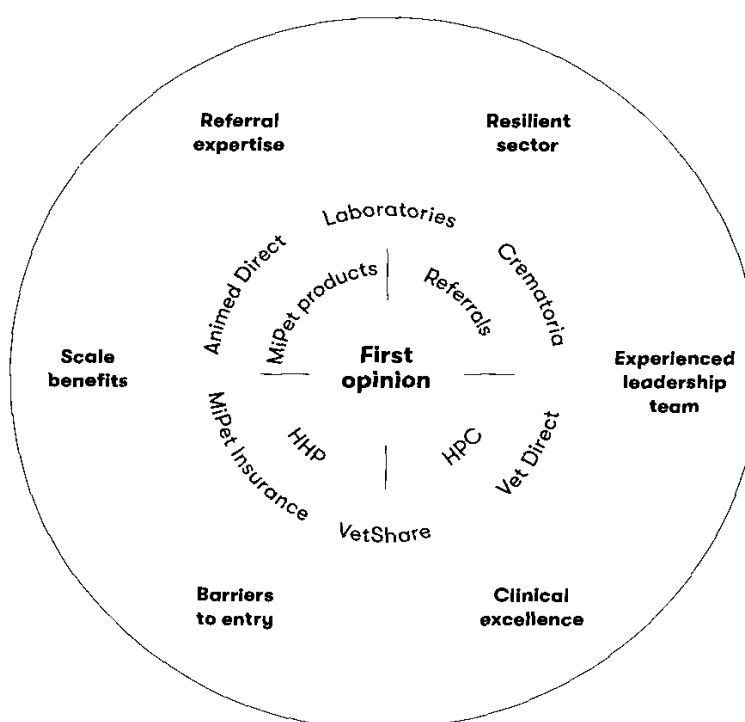 Referral
expertise
Resilient
sector
Laboratories
Animed Direct
Crematoria
MiPet products
Referrals
Scale
benefits
First
opinion
Experienced
leadership
team
MiPet Insurance
HHP
HPC
Vet Direct
VetShare
Barriers
to entry
Clinical
excellence